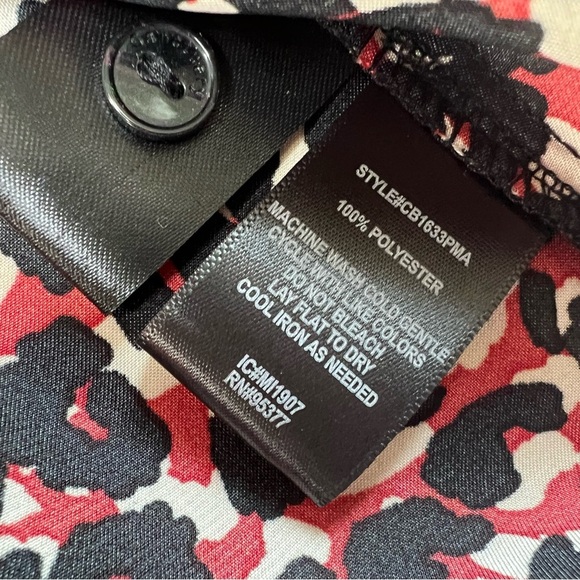 STYLE#CB1633PMA
100% POLYESTER
MACHINE WASH COLD GENTLE
CYCLE WITH LIKE COLORS
DO NOT BLEACH
LAY FLAT TO DRY
COOL IRON AS NEEDED
IC#MI1907
RN#95377